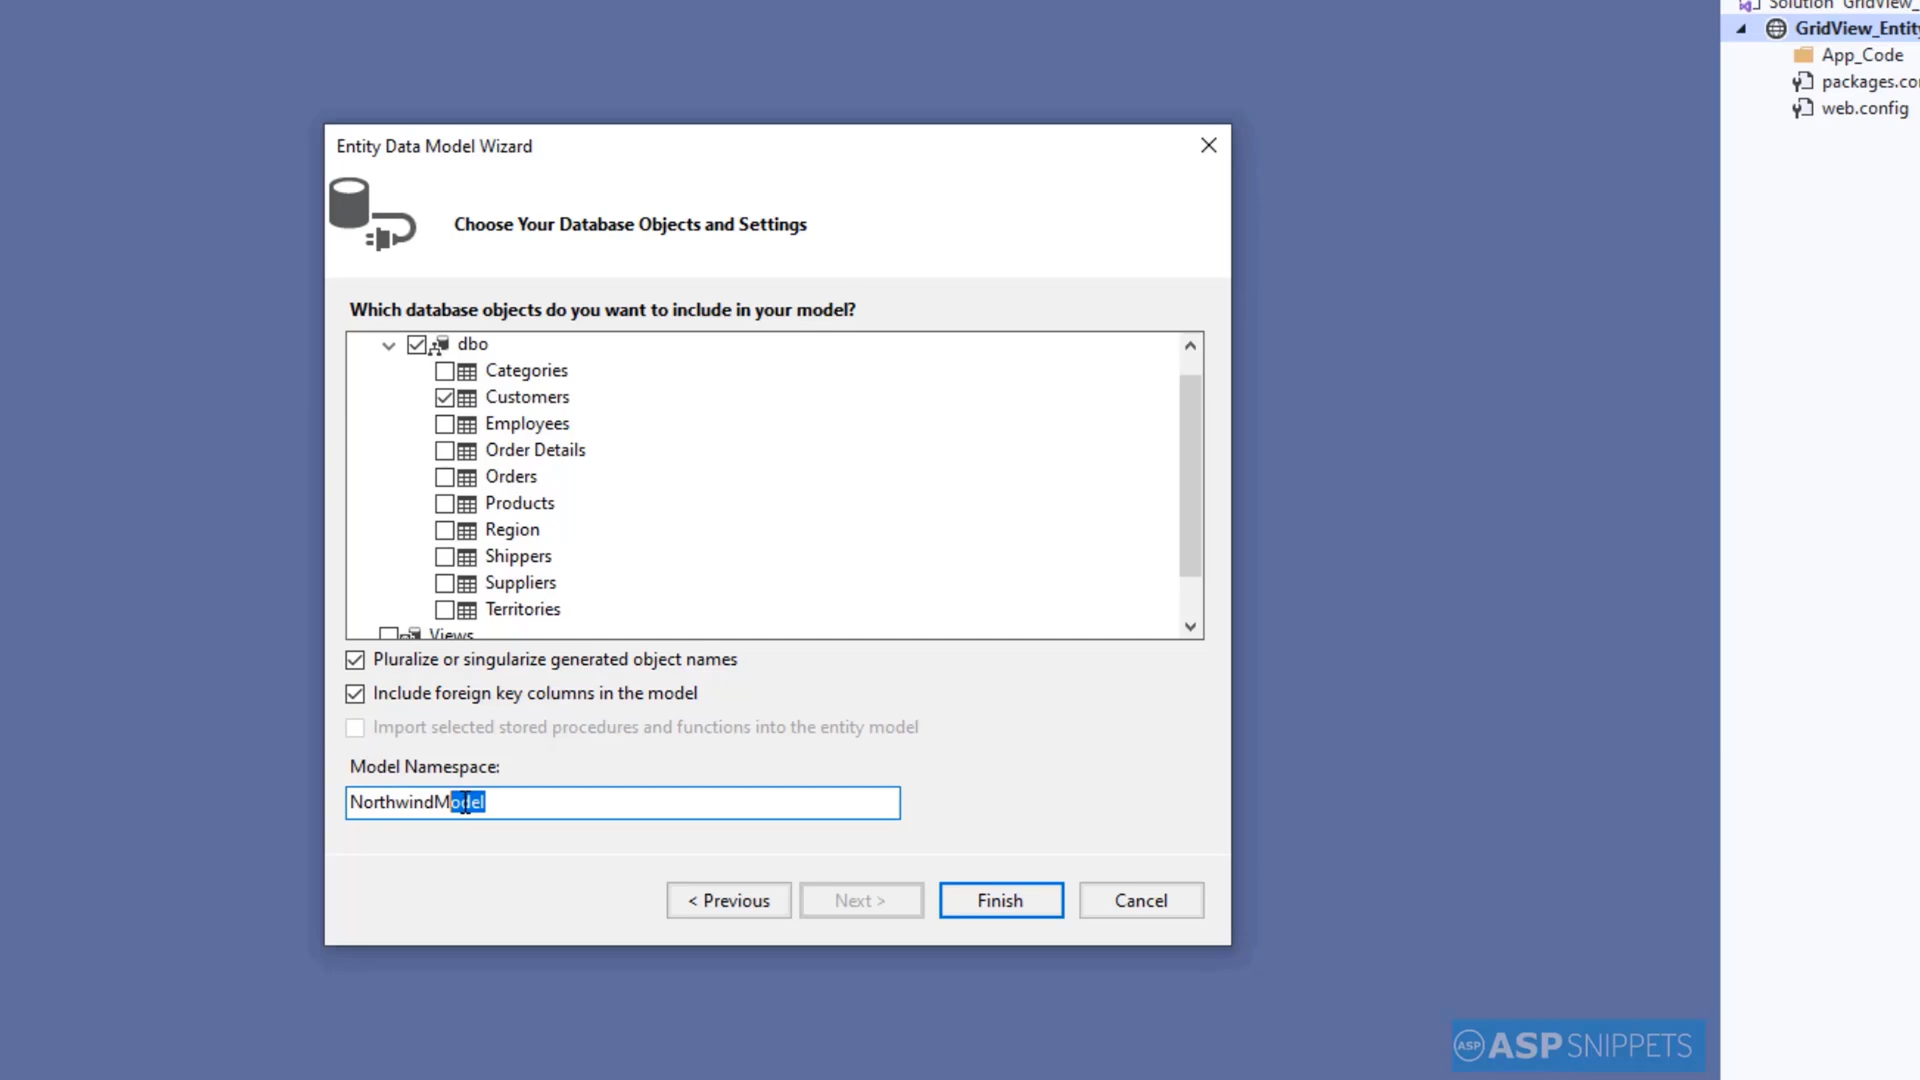 Solution 'GridView_
GridView_Entity
App_Code
packages.co
web.config
Entity Data Model Wizard
Choose Your Database Objects and Settings
Which database objects do you want to include in your model?
dbo
Categories
Customers
Employees
Order Details
Orders
Products
Region
Shippers
Suppliers
Territories
Views
Pluralize or singularize generated object names
Include foreign key columns in the model
Import selected stored procedures and functions into the entity model
Model Namespace:
NorthwindModel
< Previous
Next >
Finish
Cancel
ASP ASPSNIPPETS